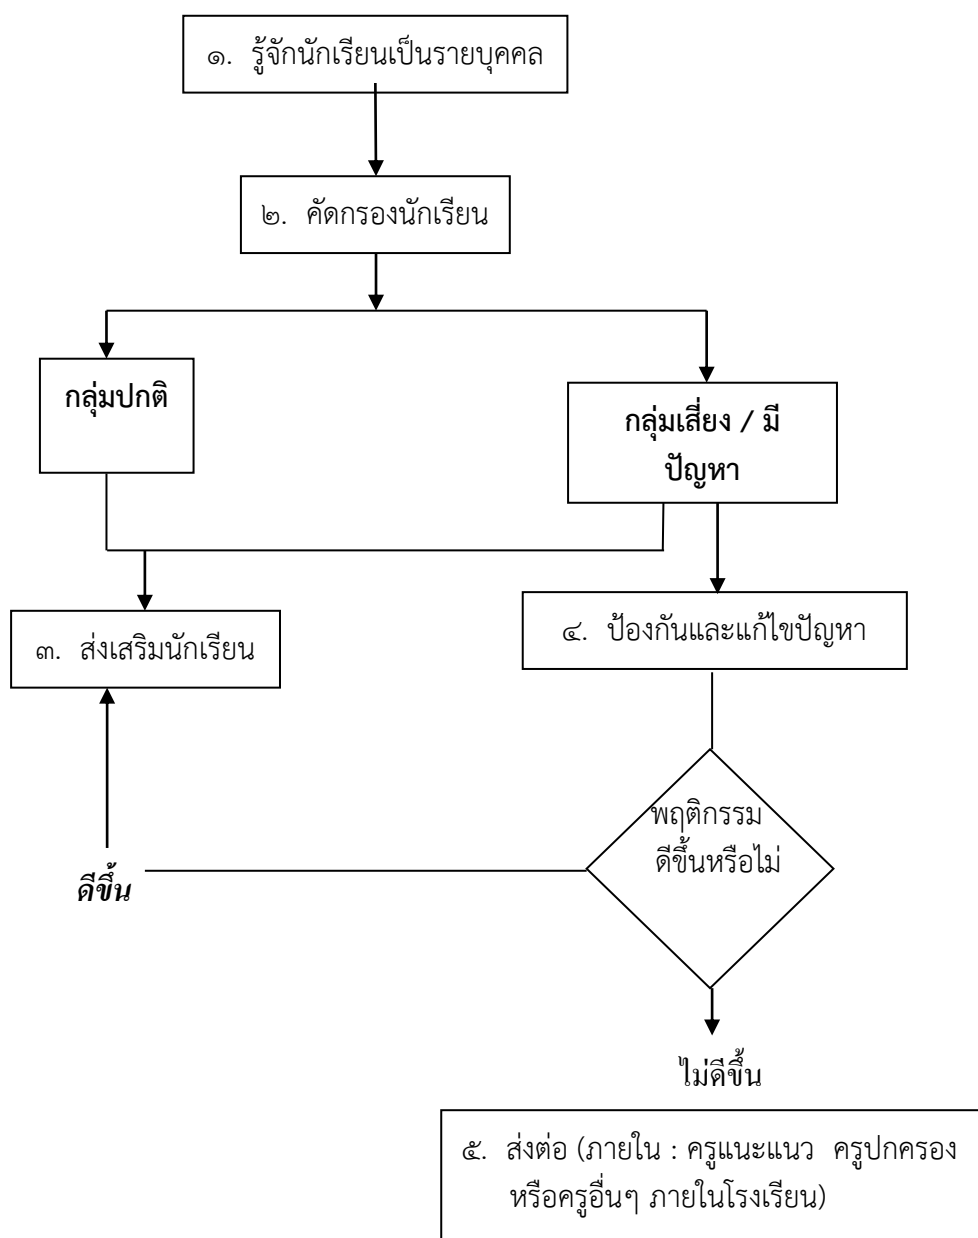 ๑. รู้จักนักเรียนเป็นรายบุคคล
๒. คัดกรองนักเรียน
กลุ่มปกติ
กลุ่มเสี่ยง / มี
ปัญหา
๓. ส่งเสริมนักเรียน
๔. ป้องกันและแก้ไขปัญหา
พฤติกรรม
ดีขึ้นหรือไม่
ดีขึ้น
ไม่ดีขึ้น
๕. ส่งต่อ (ภายใน : ครูแนะแนว ครูปกครอง
หรือครูอื่นๆ ภายในโรงเรียน)